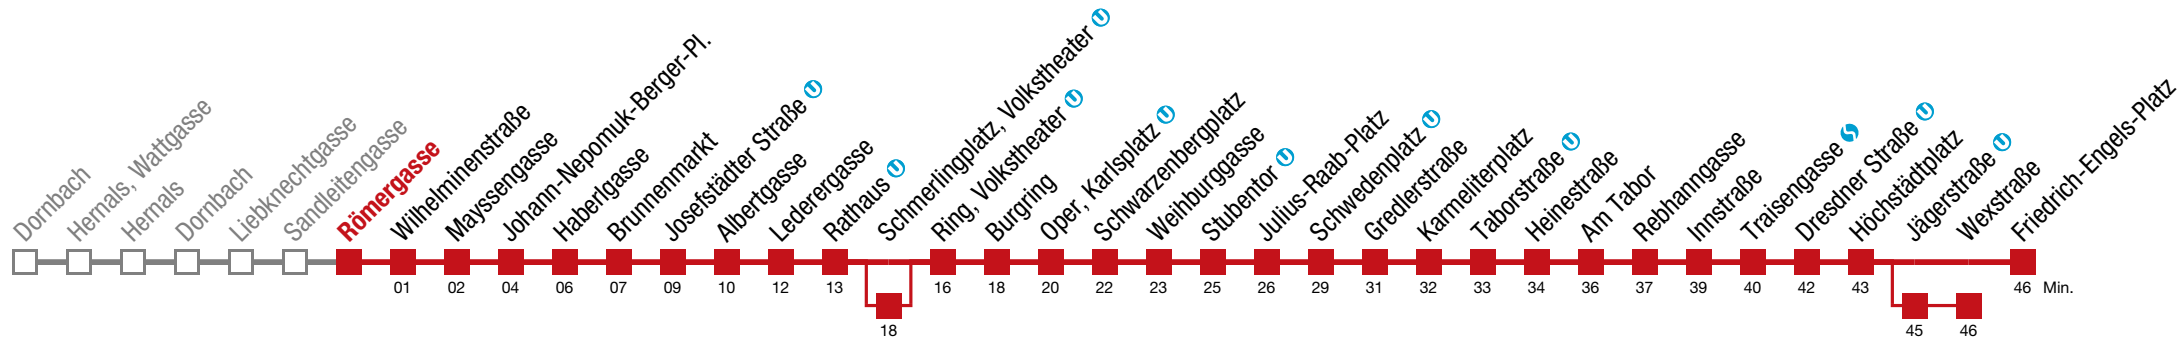 Dornbach
Hernals, Wattgasse
Hernals
Dornbach
Liebknechtgasse
Sandleitengasse
Römergasse
Wilhelminenstraße
Mayssengasse
Johann-Nepomuk-Berger-Pl.
Haberlgasse
Brunnenmarkt
Josefstädter Straße U
Albertgasse
Lederergasse
Rathaus U
Schmerlingplatz, Volkstheater U
Ring, Volkstheater U
Burgring
Oper, Karlsplatz U
Schwarzenbergplatz
Weihburggasse
Stubentor U
Julius-Raab-Platz
Schwedenplatz U
Gredlerstraße
Karmeliterplatz
Taborstraße U
Heinestraße
Am Tabor
Rebhanngasse
Innstraße
Traisengasse S
Dresdner Straße U
Höchstädtplatz
Jägerstraße U
Wexstraße
Friedrich-Engels-Platz
01 02 04 06 07 09 10 12 13 16 18 20 22 23 25 26 29 31 32 33 34 36 37 39 40 42 43 46 Min.
18 45 46